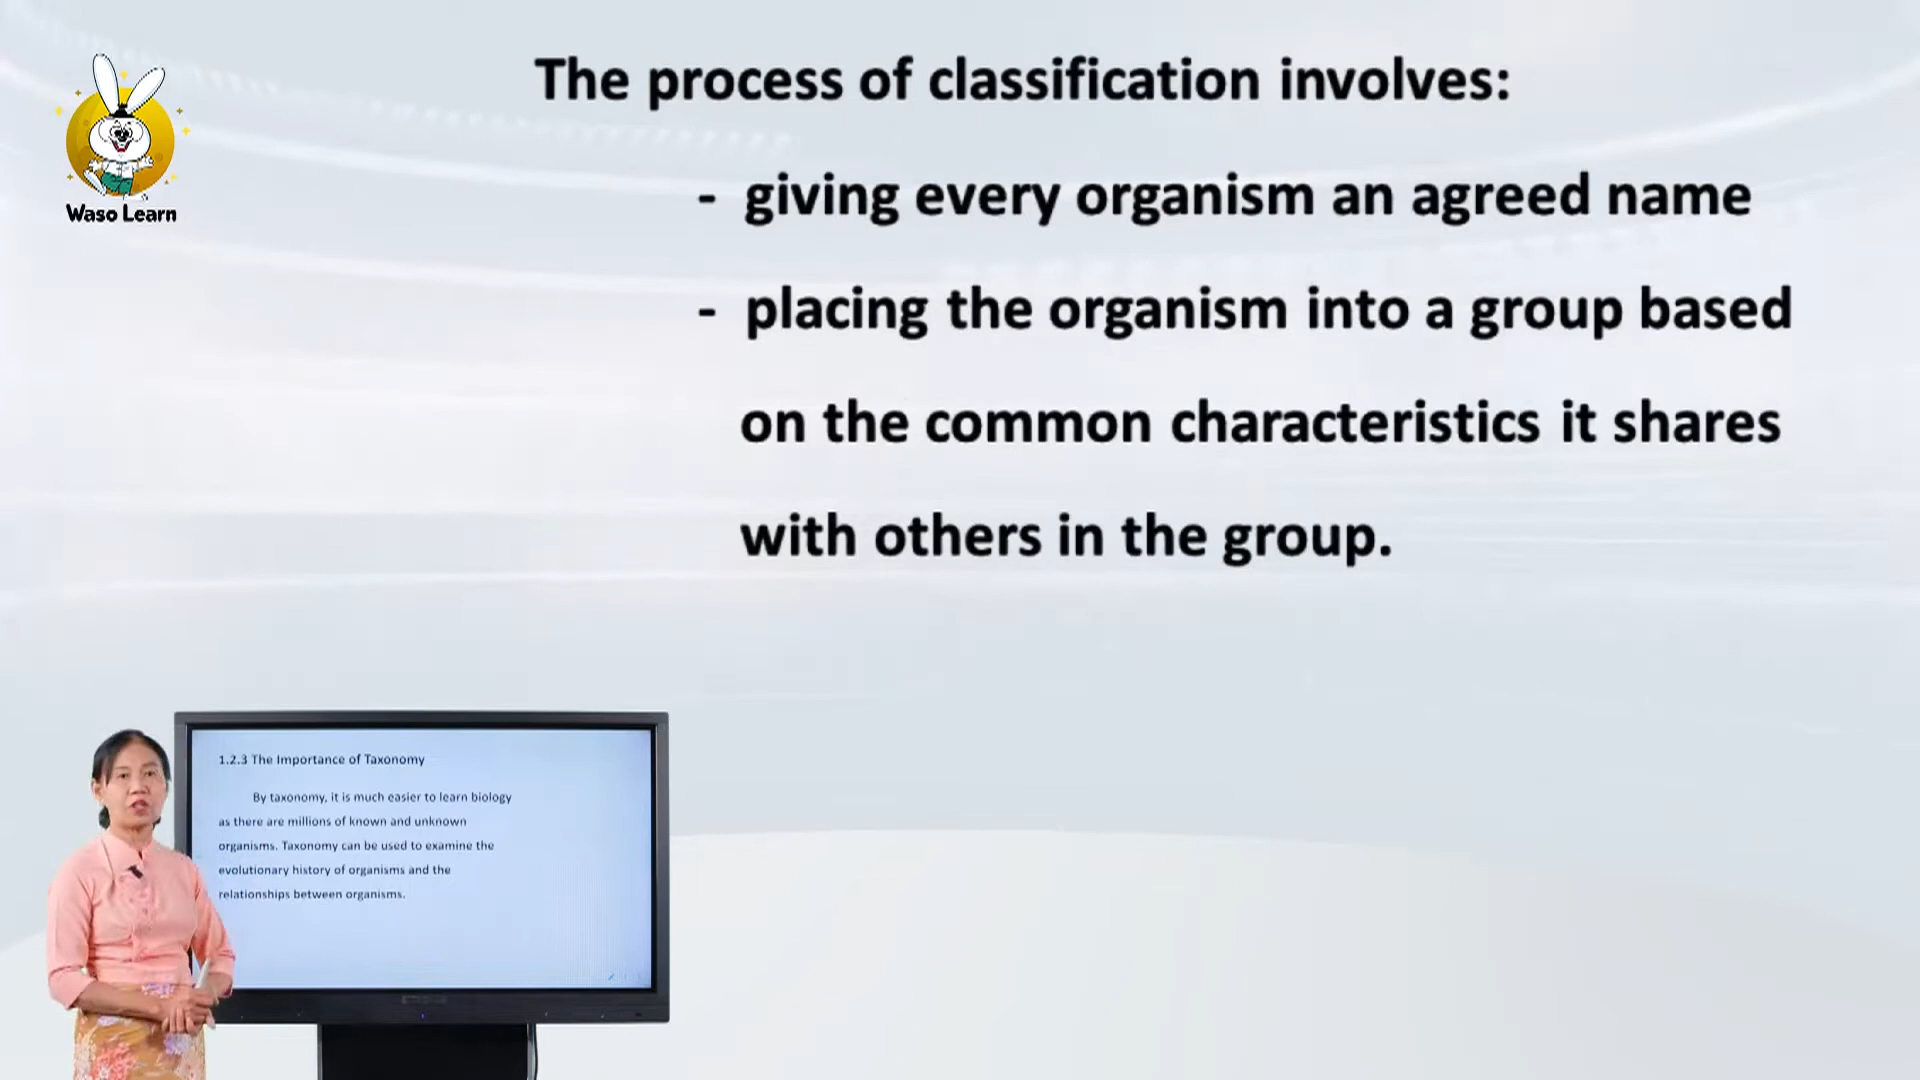 Waso Learn
The process of classification involves:
- giving every organism an agreed name
- placing the organism into a group based
on the common characteristics it shares
with others in the group.
1.2.3 The Importance of Taxonomy
By taxonomy, it is much easier to learn biology
as there are millions of known and unknown
organisms. Taxonomy can be used to examine the
evolutionary history of organisms and the
relationships between organisms.